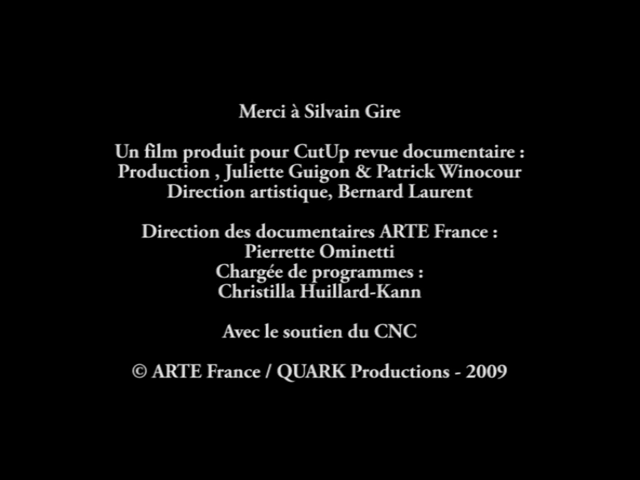 Merci à Silvain Gire
Un film produit pour CutUp revue documentaire :
Production , Juliette Guigon & Patrick Winocour
Direction artistique, Bernard Laurent
Direction des documentaires ARTE France :
Pierrette Ominetti
Chargée de programmes :
Christilla Huillard-Kann
Avec le soutien du CNC
© ARTE France / QUARK Productions - 2009